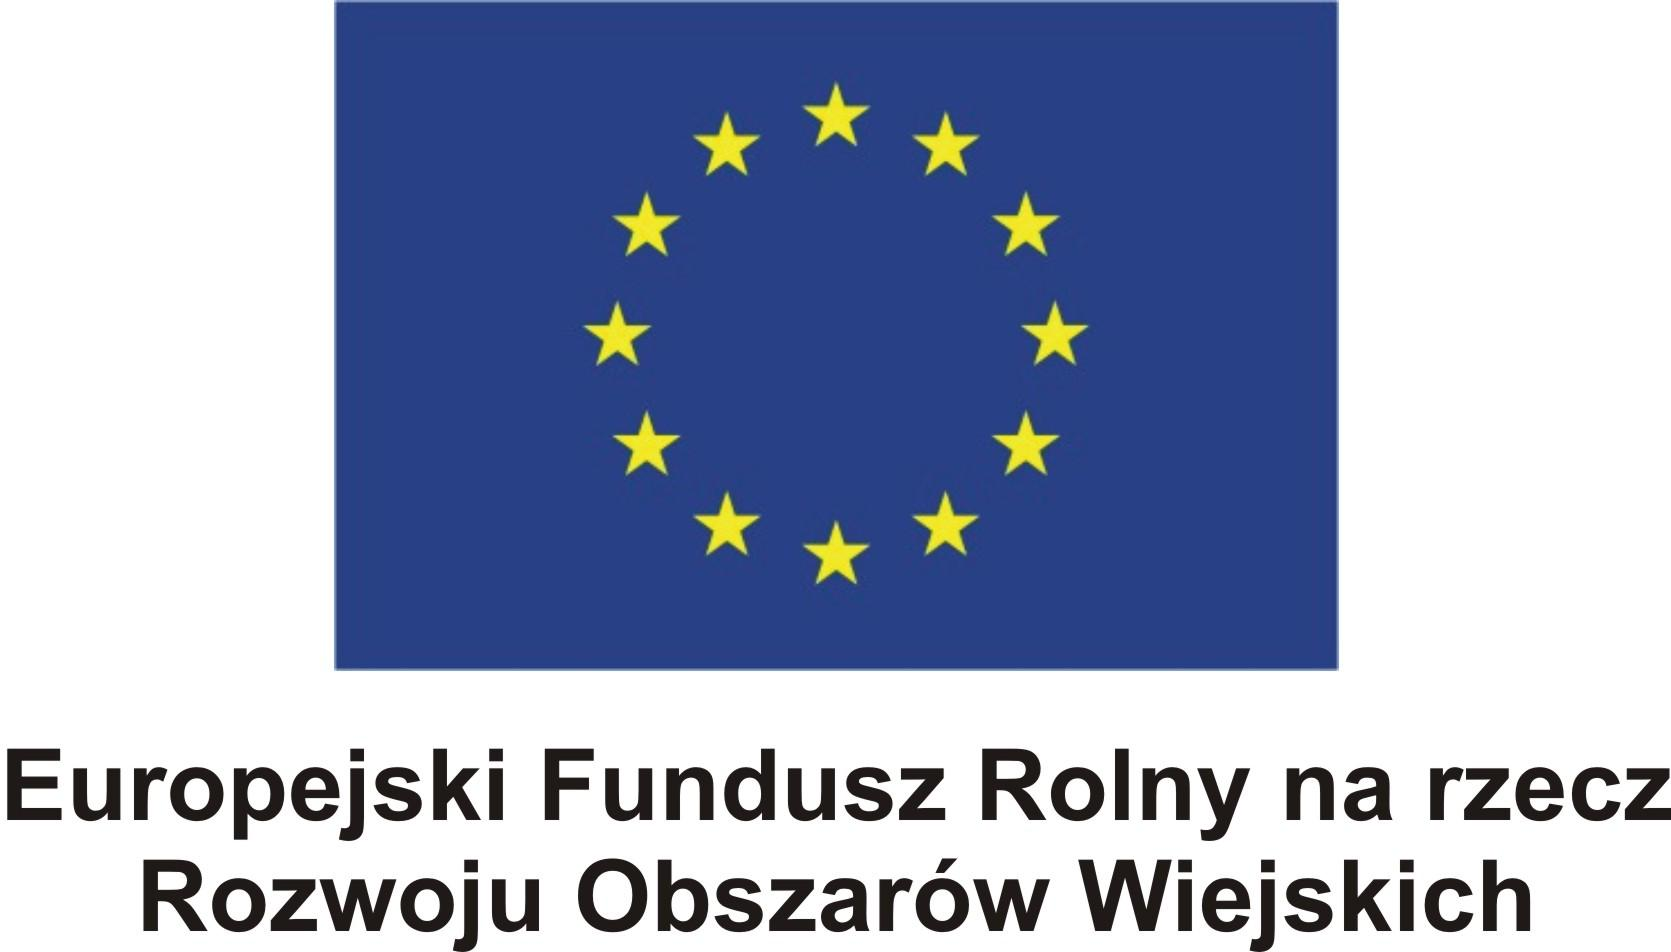 Europejski Fundusz Rolny na rzecz
Rozwoju Obszarów Wiejskich